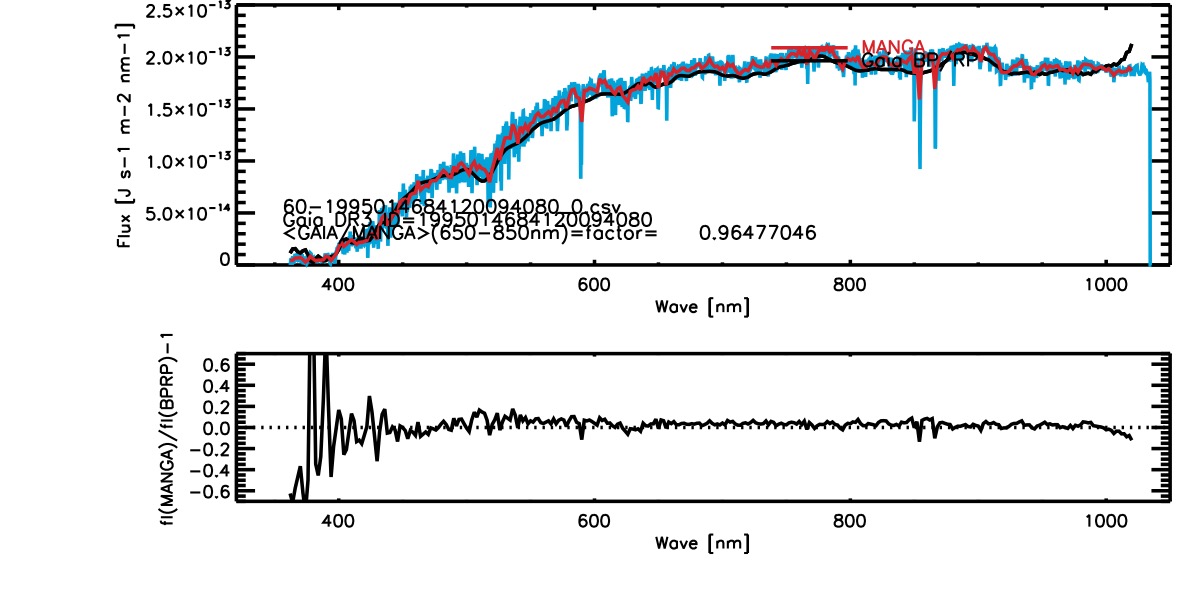 2.5×10−13
2.0×10−13
1.5×10−13
1.0×10−13
5.0×10−14
0
Flux [J s−1 m−2 nm−1]
MANGA
Gaia BP/RP
60−1995014684120094080_0.csv
Gaia DR3 ID=1995014684120094080
<GAIA/MANGA>(650−850nm)=factor= 0.96477046
400 600 800 1000
Wave [nm]
0.6
0.4
0.2
0.0
−0.2
−0.4
−0.6
fl(MANGA)/fl(BPRP)−1
400 600 800 1000
Wave [nm]